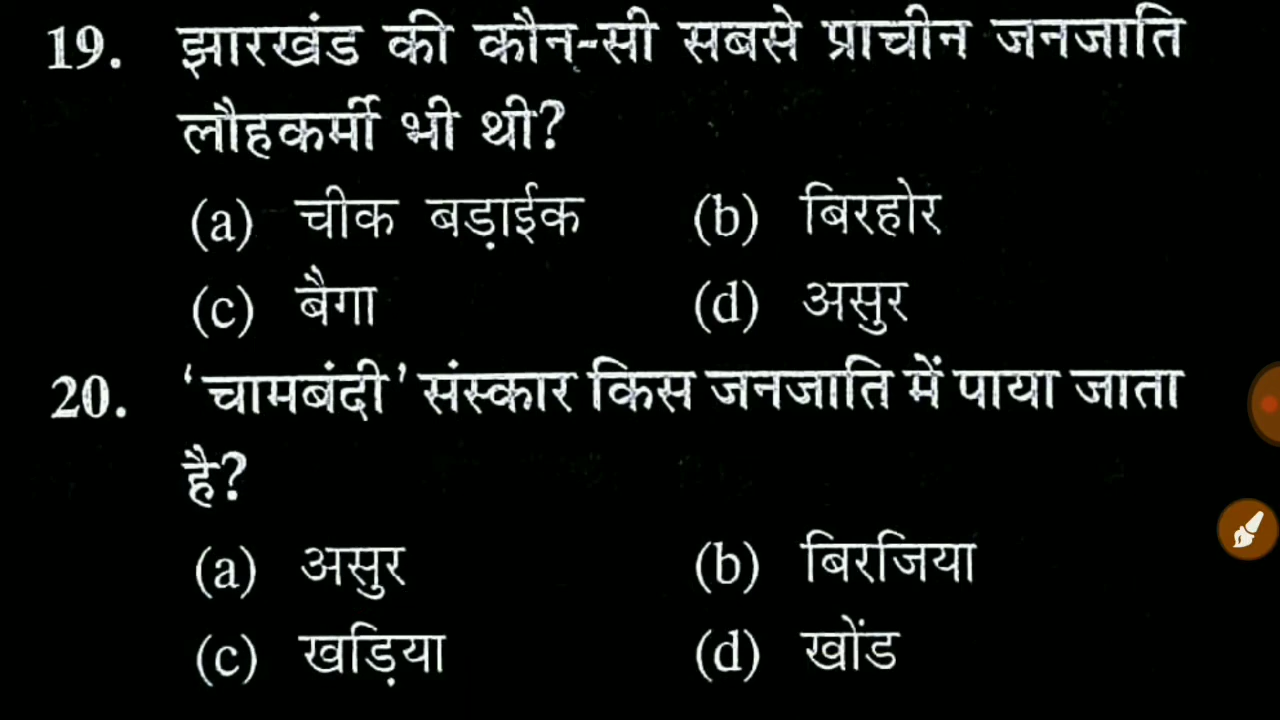 19. झारखंड की कौन-सी सबसे प्राचीन जनजाति
लौहकर्मी भी थी?
(a) चीक बड़ाईक (b) बिरहोर
(c) बैगा (d) असुर
20. 'चामबंदी' संस्कार किस जनजाति में पाया जाता
है?
(a) असुर (b) बिरजिया
(c) खड़िया (d) खोंड